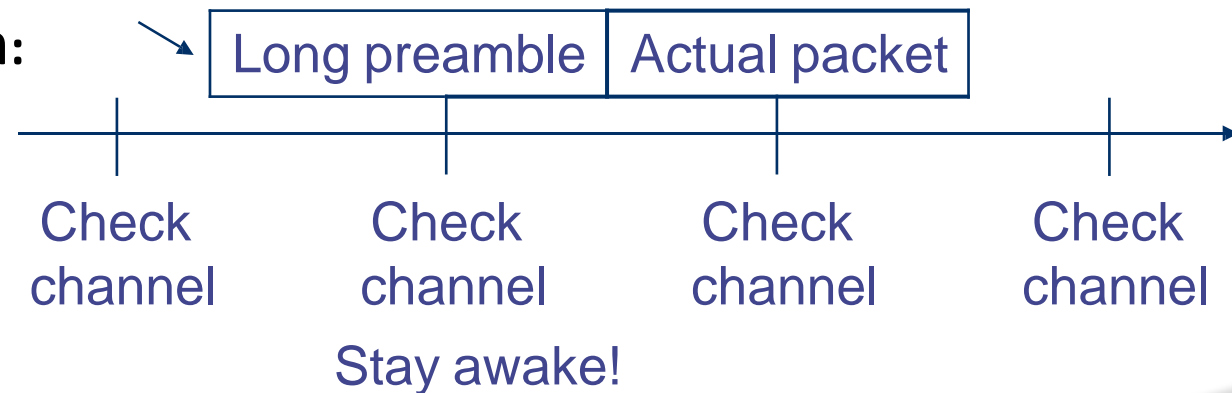 n:
Long preamble Actual packet
Check Check Check Check
channel channel channel channel
Stay awake!